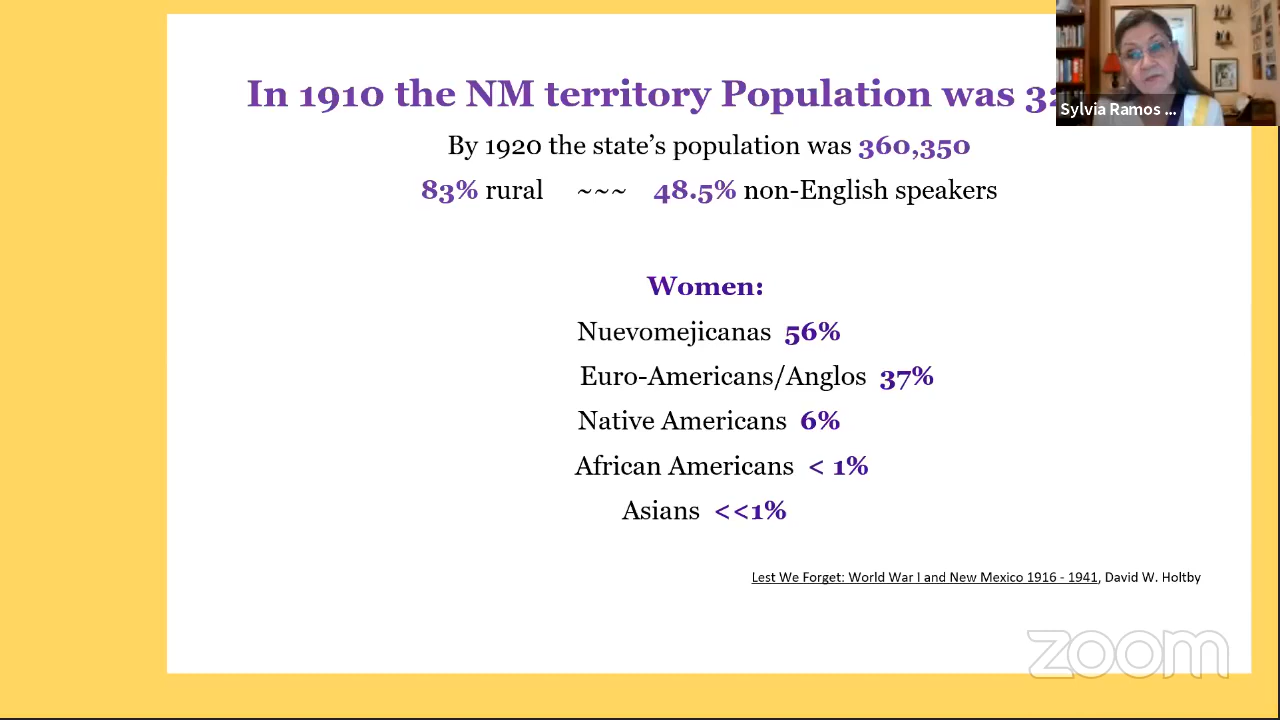 In 1910 the NM territory Population was 32
Sylvia Ramos ...
By 1920 the state's population was 360,350
83% rural ~~~ 48.5% non-English speakers
Women:
Nuevomejicanas 56%
Euro-Americans/Anglos 37%
Native Americans 6%
African Americans < 1%
Asians <<1%
Lest We Forget: World War I and New Mexico 1916 - 1941, David W. Holtby
zoom